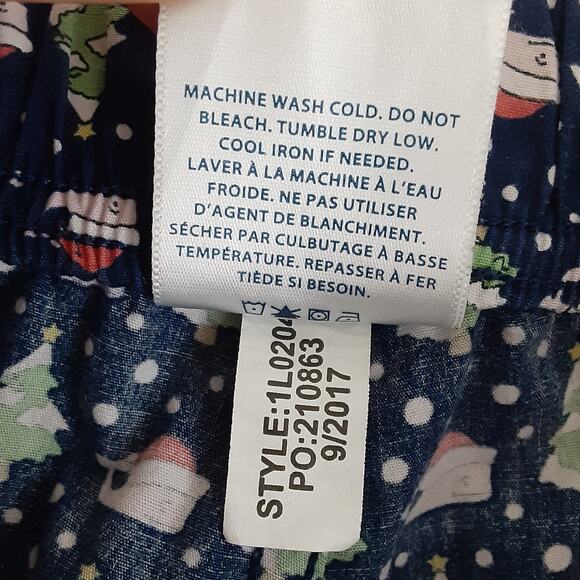 MACHINE WASH COLD. DO NOT
BLEACH. TUMBLE DRY LOW.
COOL IRON IF NEEDED.
LAVER À LA MACHINE À L'EAU
FROIDE. NE PAS UTILISER
D'AGENT DE BLANCHIMENT.
SÉCHER PAR CULBUTAGE À BASSE
TEMPÉRATURE. REPASSER À FER
TIÈDE SI BESOIN.
STYLE:1L0204
PO:210863
9/2017